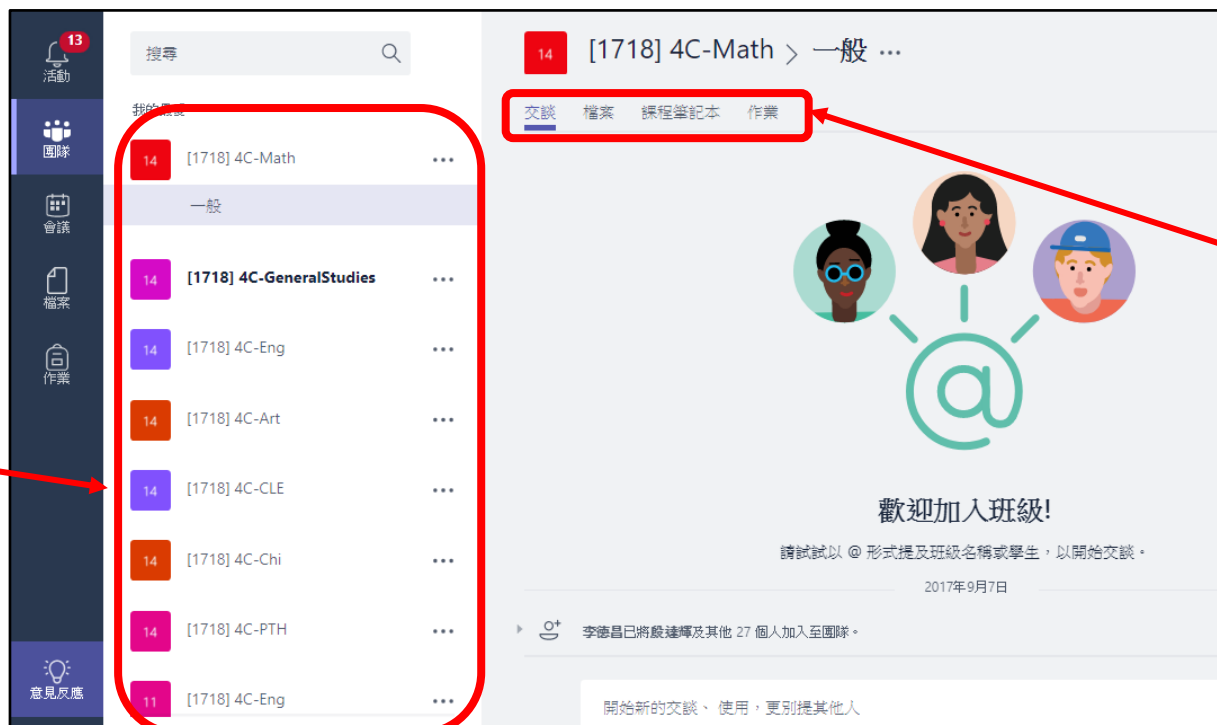 13
活動
團隊
會議
檔案
作業
意見反應
搜尋
14 [1718] 4C-Math
一般
14 [1718] 4C-GeneralStudies
14 [1718] 4C-Eng
14 [1718] 4C-Art
14 [1718] 4C-CLE
14 [1718] 4C-Chi
14 [1718] 4C-PTH
11 [1718] 4C-Eng
14 [1718] 4C-Math > 一般 ···
交談 檔案 課程筆記本 作業
@
歡迎加入班級!
請試試以 @ 形式提及班級名稱或學生，以開始交談。
2017年9月7日
李德昌已將殷達輝及其他 27 個人加入至團隊。
開始新的交談、使用，更別提其他人